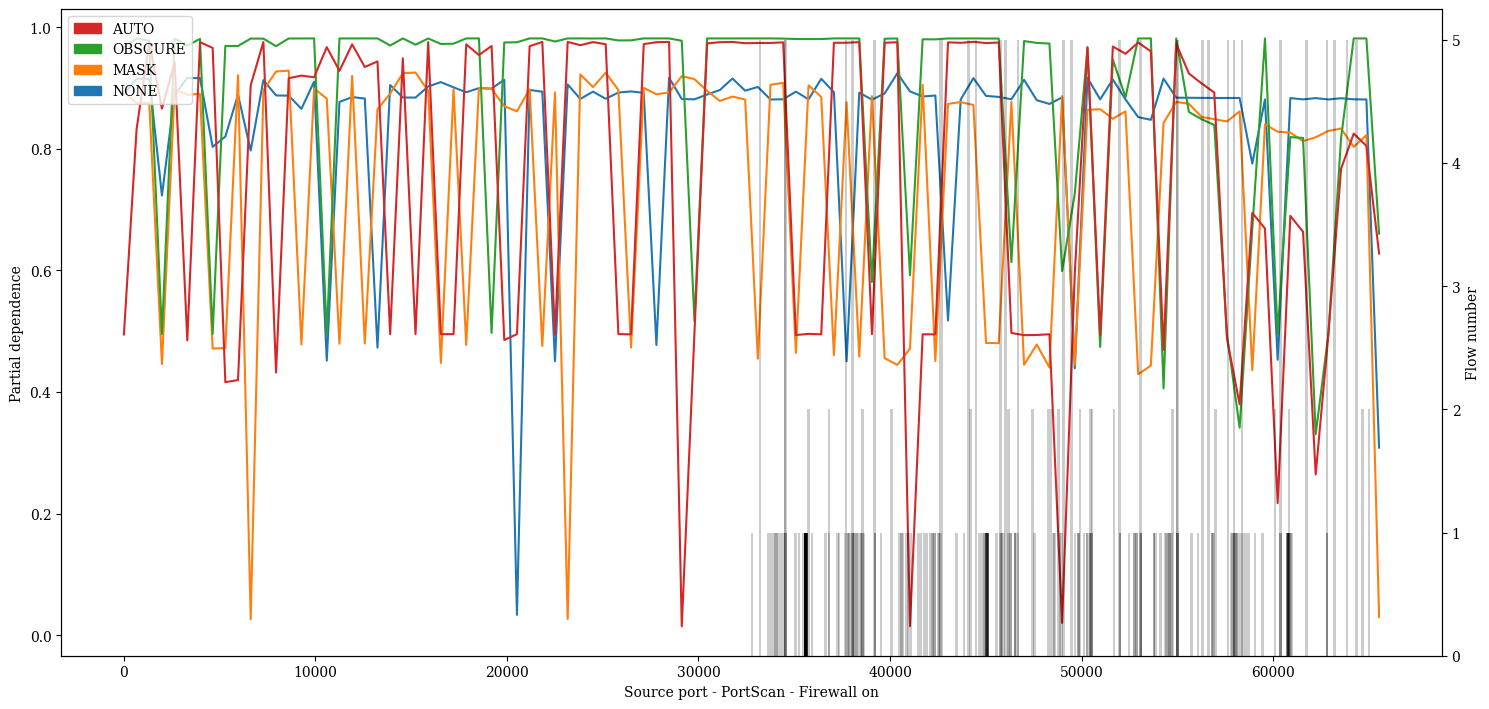 AUTO
OBSCURE
MASK
NONE
1.0
0.8
0.6
0.4
0.2
0.0
Partial dependence
0
10000
20000
30000
40000
50000
60000
Source port - PortScan - Firewall on
5
4
3
2
1
0
Flow number